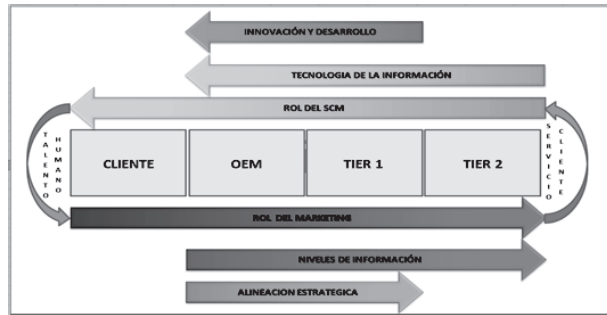 INNOVACIÓN Y DESARROLLO
TECNOLOGIA DE LA INFORMACIÓN
ROL DEL SCM
TALENTO
HUMANO
CLIENTE
OEM
TIER 1
TIER 2
SERVICIO
CLIENTE
ROL DEL MARKETING
NIVELES DE INFORMACIÓN
ALINEACION ESTRATEGICA